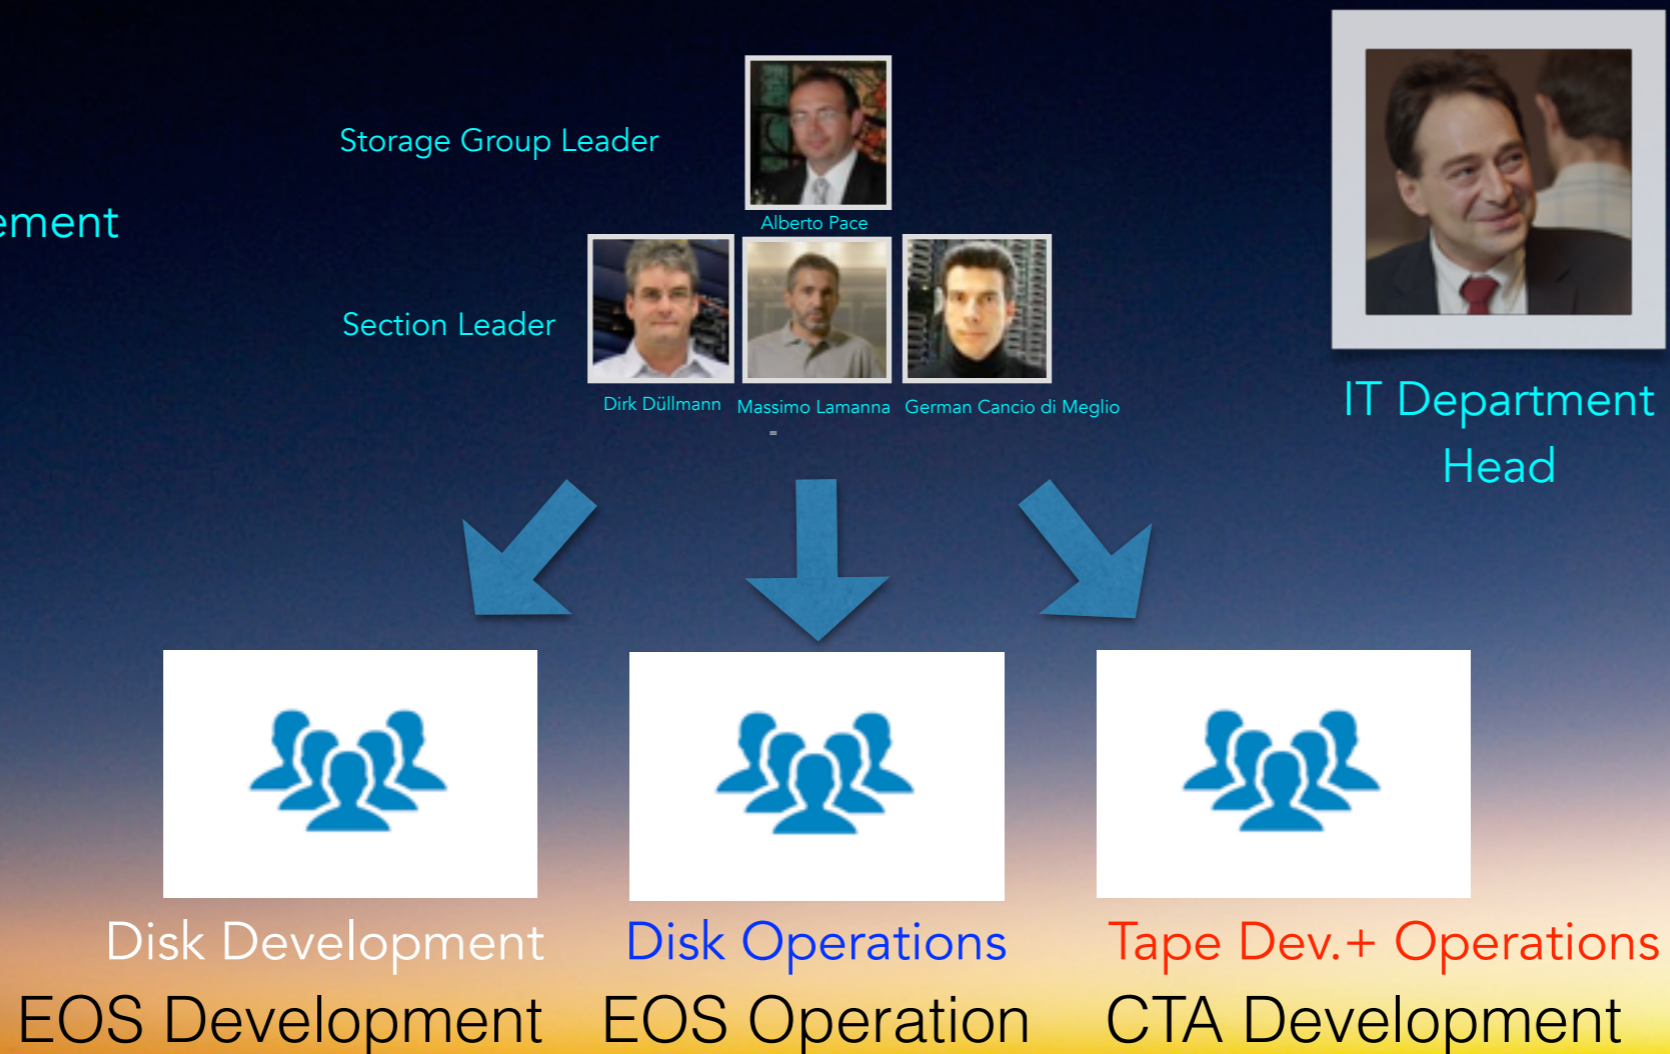 Storage Group Leader
Alberto Pace
ement
Section Leader
Dirk Düllmann
Massimo Lamanna
German Cancio di Meglio
=
IT Department
Head
Disk Development
Disk Operations
Tape Dev.+ Operations
EOS Development
EOS Operation
CTA Development